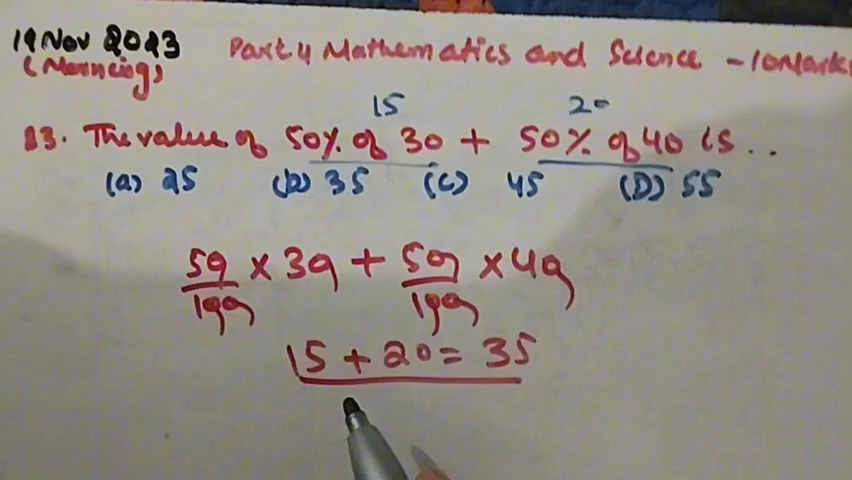 19 Nov 2023 Part 4 Mathematics and Science - 10 Marks
(Morning)
15 20
23. The value of 50% of 30 + 50% of 40 is ..
(a) 25 (b) 35 (c) 45 (D) 55
50/100 × 30 + 50/100 × 40
15 + 20 = 35